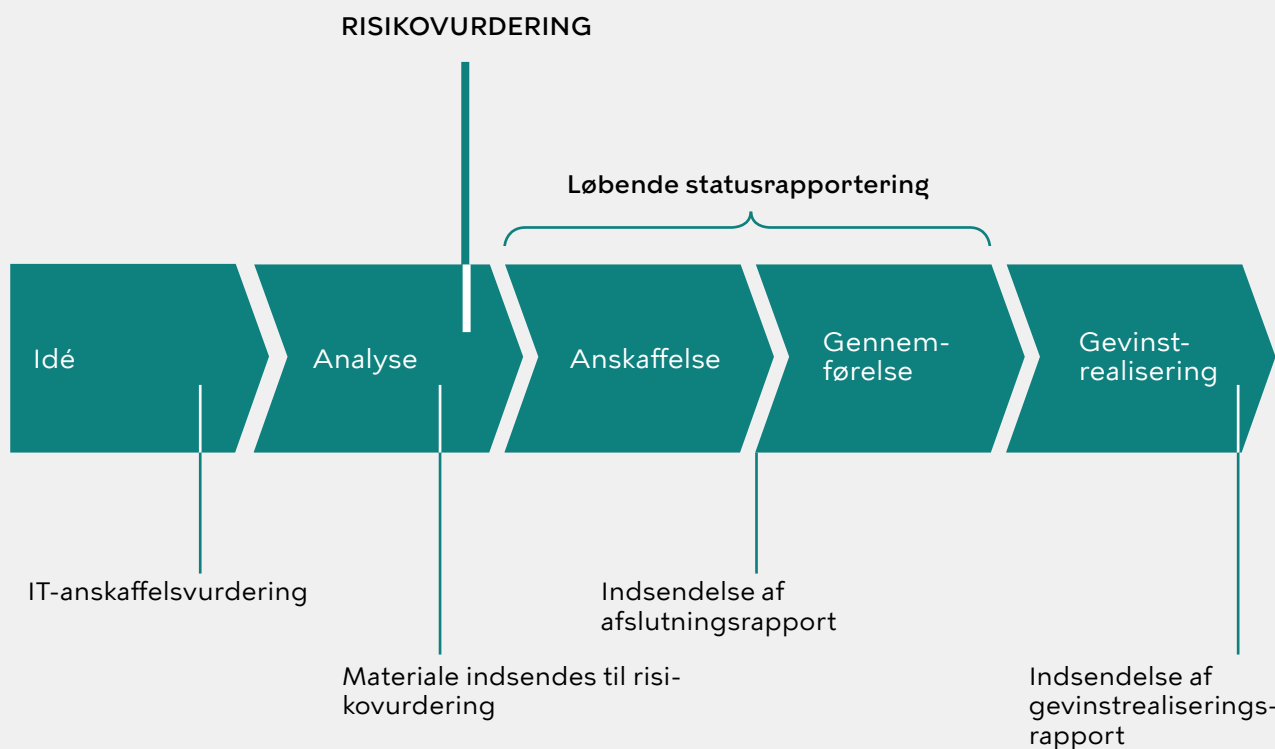 RISIKOVURDERING
Løbende statusrapportering
Idé
Analyse
Anskaffelse
Gennem-
førelse
Gevinst-
realisering
IT-anskaffelsvurdering
Indsendelse af
afslutningsrapport
Materiale indsendes til risi-
kovurdering
Indsendelse af
gevinstrealiserings-
rapport